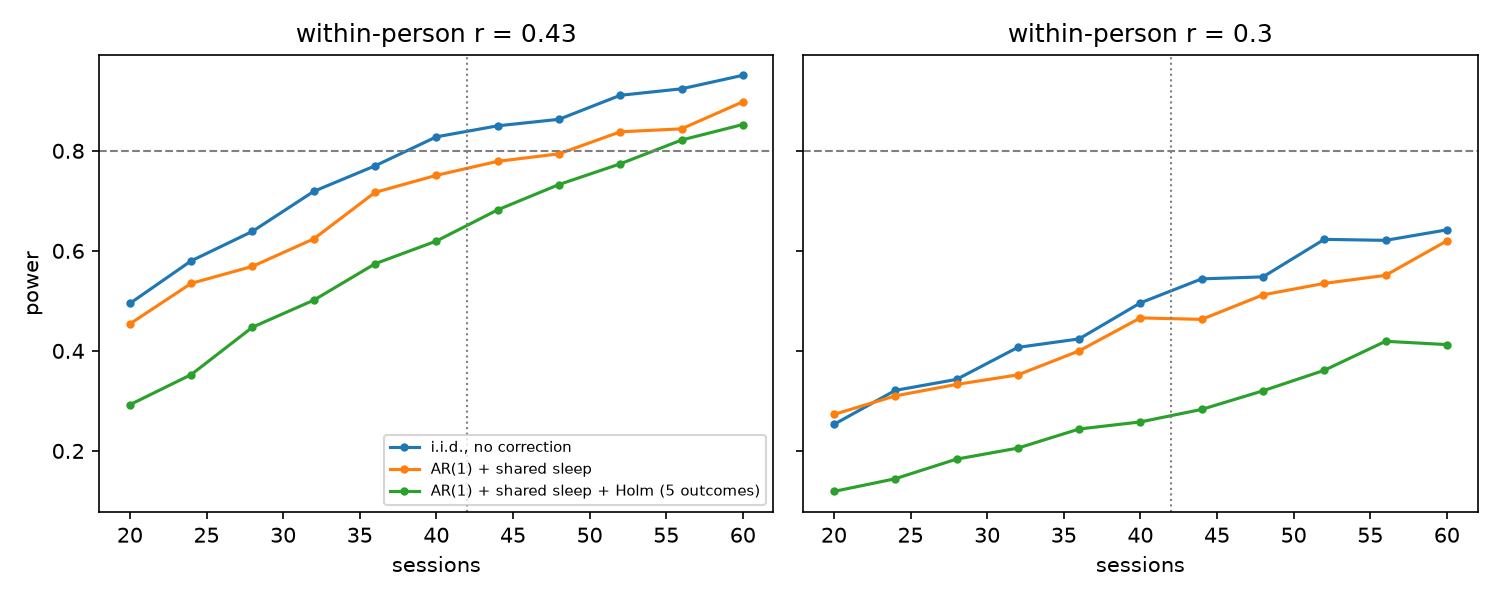 within-person r = 0.43
within-person r = 0.3
power
0.8
0.6
0.4
0.2
i.i.d., no correction
AR(1) + shared sleep
AR(1) + shared sleep + Holm (5 outcomes)
20 25 30 35 40 45 50 55 60
20 25 30 35 40 45 50 55 60
sessions
sessions